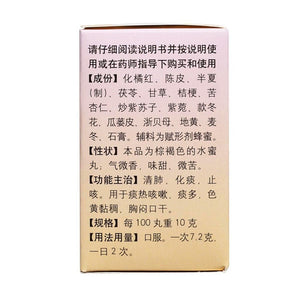 请仔细阅读说明书并按说明使
用或在药师指导下购买和使用
【成份】
化橘红、陈皮、半夏(
制)、茯苓、甘草、桔梗、苦
杏仁、炒紫苏子、紫菀、款冬
花、瓜蒌皮、浙贝母、地黄、麦
冬、石膏。辅料为赋形剂蜂蜜。
【性状】本品为棕褐色的水蜜
丸；气微香，味甜、微苦。
【功能主治】清肺、化痰、止
咳。用于痰热咳嗽，痰多，色
黄黏稠，胸闷口干。
【规格】每100丸重10克
【用法用量】口服。一次7.2克，
一日2次。